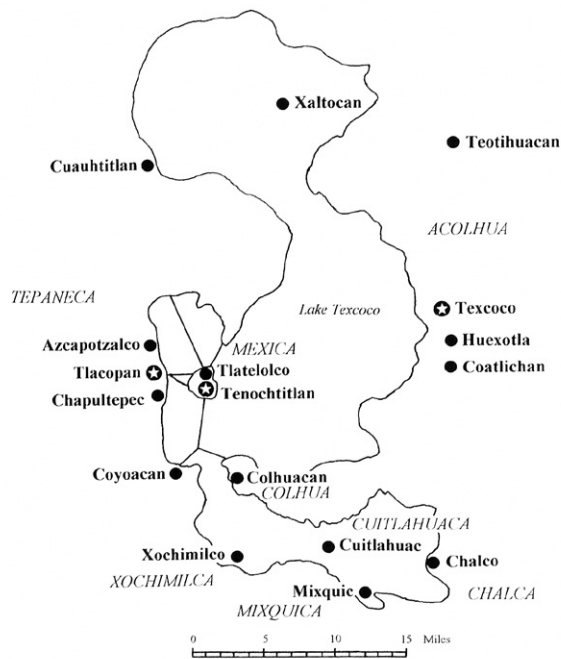 Xaltocan
Teotihuacan
Cuauhtitlan
ACOLHUA
TEPANECA
Lake Texcoco
Texcoco
Azcapotzalco
MEXICA
Huexotla
Tlacopan
Tlatelolco
Coatlichan
Chapultepec
Tenochtitlan
Coyoacan
Colhuacan
COLHUA
CUITLAHUACA
Xochimilco
Cuitlahuac
Chalco
XOCHIMILCA
Mixquic
CHALCA
MIXQUICA
0 5 10 15 Miles